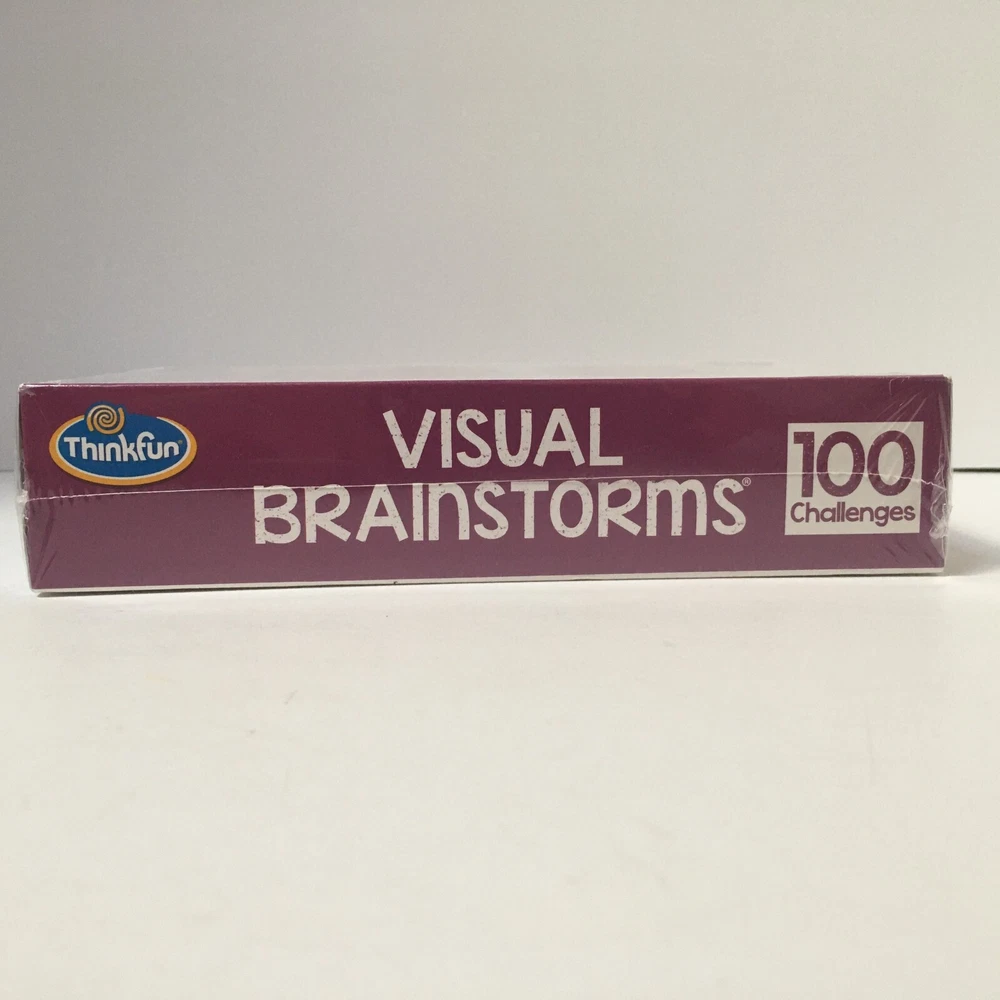 Thinkfun®
VISUAL
BRAINSTORMS®
100
Challenges